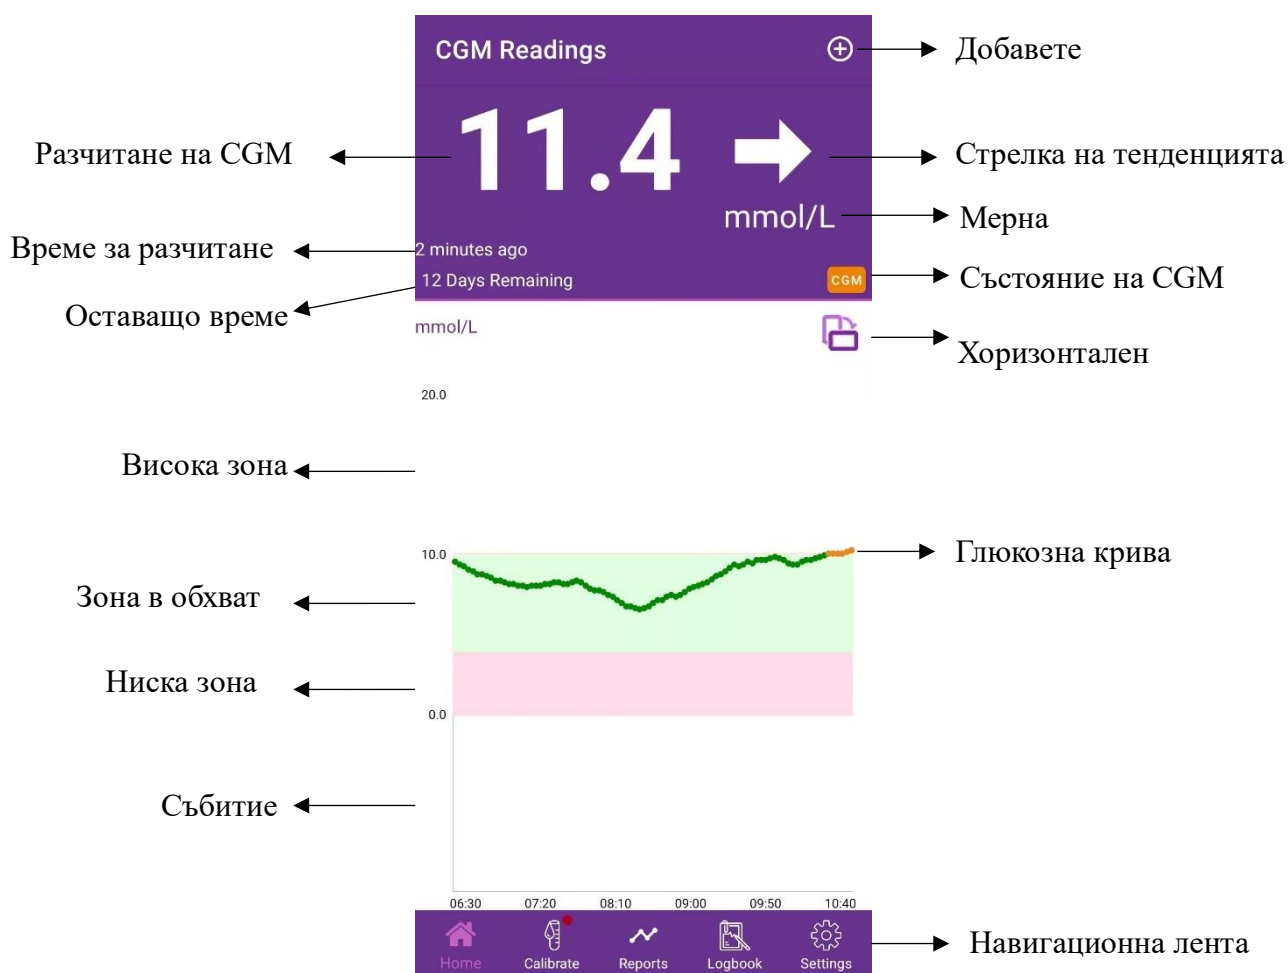 CGM Readings
Добавете
11.4
Разчитане на CGM
Стрелка на тенденцията
mmol/L
Мерна
Време за разчитане
2 minutes ago
12 Days Remaining
CGM
Състояние на CGM
Оставащо време
mmol/L
Хоризонтален
20.0
Висока зона
10.0
Глюкозна крива
Зона в обхват
Ниска зона
0.0
Събитие
06:30 07:20 08:10 09:00 09:50 10:40
Home Calibrate Reports Logbook Settings
Навигационна лента